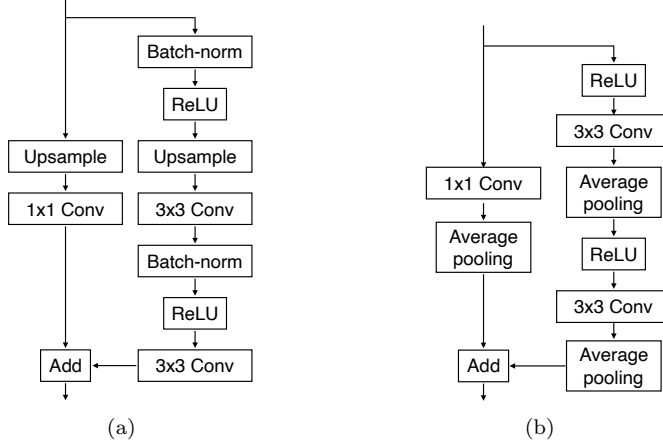 Batch-norm
ReLU
Upsample
Upsample
1x1 Conv
3x3 Conv
Batch-norm
ReLU
Add
3x3 Conv
(a)
ReLU
3x3 Conv
1x1 Conv
Average
pooling
Average
pooling
ReLU
3x3 Conv
Add
Average
pooling
(b)